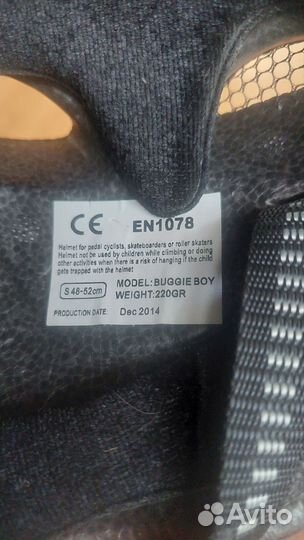 CE EN1078
Helmet for pedal cyclists, skateboarders or roller skaters
Helmet not be used by children while climbing or doing
other activities when there is a risk of hanging if the child
gets trapped with the helmet
S 48-52cm
MODEL: BUGGIE BOY
WEIGHT:220GR
PRODUCTION DATE: Dec 2014
Avito